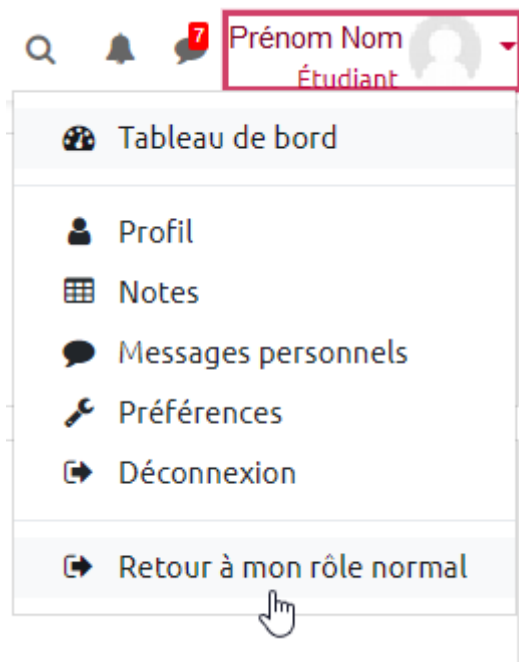 7
Prénom Nom
Étudiant
Tableau de bord
Profil
Notes
Messages personnels
Préférences
Déconnexion
Retour à mon rôle normal